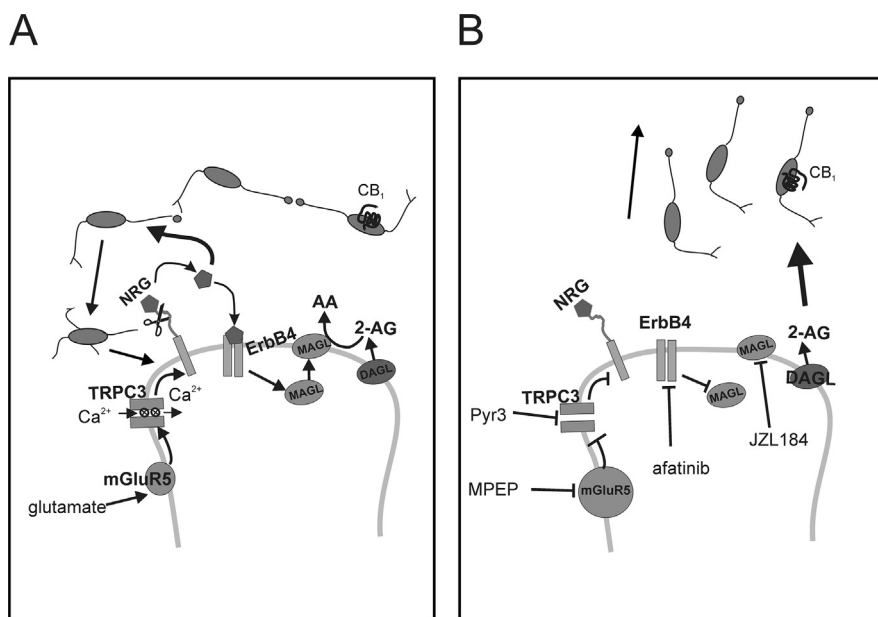 A
CB1
NRG
AA
2-AG
ErbB4
MAGL
MAGL
DAGL
TRPC3
Ca2+
Ca2+
mGluR5
glutamate
B
CB1
NRG
ErbB4
2-AG
MAGL
DAGL
TRPC3
MAGL
Pyr3
JZL184
afatinib
MPEP
mGluR5